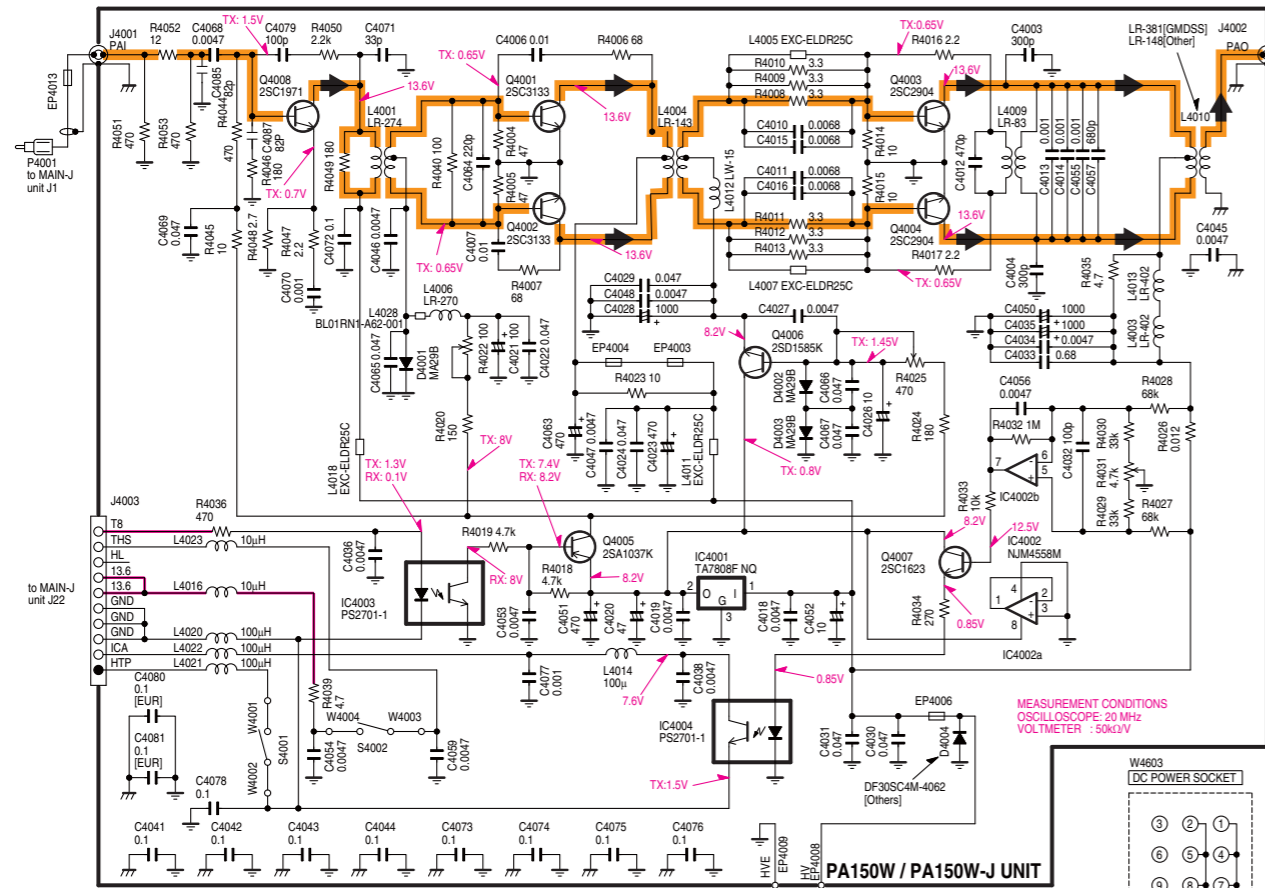 J4001
PAI
R4052
12
C4068
0.0047
TX: 1.5V
C4079
100p
R4050
2.2k
C4071
33p
TX: 0.65V
C4006 0.01
R4006 68
L4005 EXC-ELDR25C
R4010
3.3
R4009
3.3
R4008
3.3
TX:0.65V
R4016 2.2
C4003
300p
LR-381[GMDSS]
LR-148[Other]
J4002
PAO
EP4013
P4001
to MAIN-J
unit J1
R4051
470
R4053
470
C4085
82p
R4044
470
C4087
82P
R4046
180
Q4008
2SC1971
13.6V
TX: 0.7V
L4001
LR-274
R4049 180
R4040 100
C4064 220p
Q4001
2SC3133
R4004
47
R4005
47
Q4002
2SC3133
13.6V
13.6V
L4004
LR-143
L4012 LW-15
C4010
0.0068
C4015
0.0068
C4011
0.0068
C4016
0.0068
R4011
3.3
R4012
3.3
R4013
3.3
R4014
10
R4015
10
Q4003
2SC2904
13.6V
Q4004
2SC2904
13.6V
R4017 2.2
TX: 0.65V
L4007 EXC-ELDR25C
C4012 470p
L4009
LR-83
C4013 0.001
C4014 0.001
C4055 0.001
C4057 680p
L4010
C4045
0.0047
C4069
0.047
R4045
10
R4048 2.7
R4047
2.2
C4070
0.001
C4072 0.1
C4046 0.0047
TX: 0.65V
C4007
0.01
R4007
68
C4004
300p
R4035
4.7
L4013
LR-402
L4003
LR-402
L4006
LR-270
L4028
BL01RN1-A62-001
C4065 0.047
D4001
MA29B
R4022 100
C4021 100
C4022 0.047
C4029
0.047
C4048
0.0047
C4028
1000
C4027
0.0047
8.2V
Q4006
2SD1585K
TX: 1.45V
D4002
MA29B
D4003
MA29B
C4066
0.047
C4067
0.047
C4026 10
R4025
470
R4024
180
C4050
1000
C4035
1000
C4034
0.0047
C4033
0.68
EP4004
EP4003
R4023 10
C4063
470
C4047 0.0047
C4024 0.047
C4023 470
L4011
EXC-ELDR25C
R4020
150
TX: 8V
L4018
EXC-ELDR25C
TX: 0.8V
C4056
0.0047
R4032 1M
C4032
100p
R4028
68k
R4030
33k
R4031
4.7k
R4029
33k
R4026
0.012
R4027
68k
R4033
10k
7
6
5
IC4002b
J4003
T8
THS
HL
13.6
13.6
GND
GND
GND
ICA
HTP
to MAIN-J
unit J22
R4036
470
L4023
10µH
L4016
10µH
L4020
100µH
L4022
100µH
L4021
100µH
TX: 1.3V
RX: 0.1V
TX: 7.4V
RX: 8.2V
R4019 4.7k
C4036
0.0047
IC4003
PS2701-1
RX: 8V
R4018
4.7k
Q4005
2SA1037K
8.2V
C4053
0.0047
C4051
470
C4020
47
C4019
0.0047
IC4001
TA7808F NQ
2
O
G
I
1
3
C4018
0.0047
C4052
10
8.2V
12.5V
Q4007
2SC1623
IC4002
NJM4558M
R4034
270
0.85V
1
4
2
3
8
IC4002a
C4077
0.001
L4014
100µ
7.6V
C4038
0.0047
0.85V
IC4004
PS2701-1
TX:1.5V
C4031
0.047
C4030
0.047
EP4006
D4004
DF30SC4M-4062
[Others]
MEASUREMENT CONDITIONS
OSCILLOSCOPE: 20 MHz
VOLTMETER : 50kΩ/V
C4080
0.1
[EUR]
C4081
0.1
[EUR]
C4078
0.1
W4001
W4002
S4001
R4039
4.7
C4054
0.0047
W4004
W4003
S4002
C4059
0.0047
C4041
0.1
C4042
0.1
C4043
0.1
C4044
0.1
C4073
0.1
C4074
0.1
C4075
0.1
C4076
0.1
HVE
EP4009
HV
EP4008
PA150W / PA150W-J UNIT
W4603
DC POWER SOCKET
3
2
1
6
5
4
9
8
7